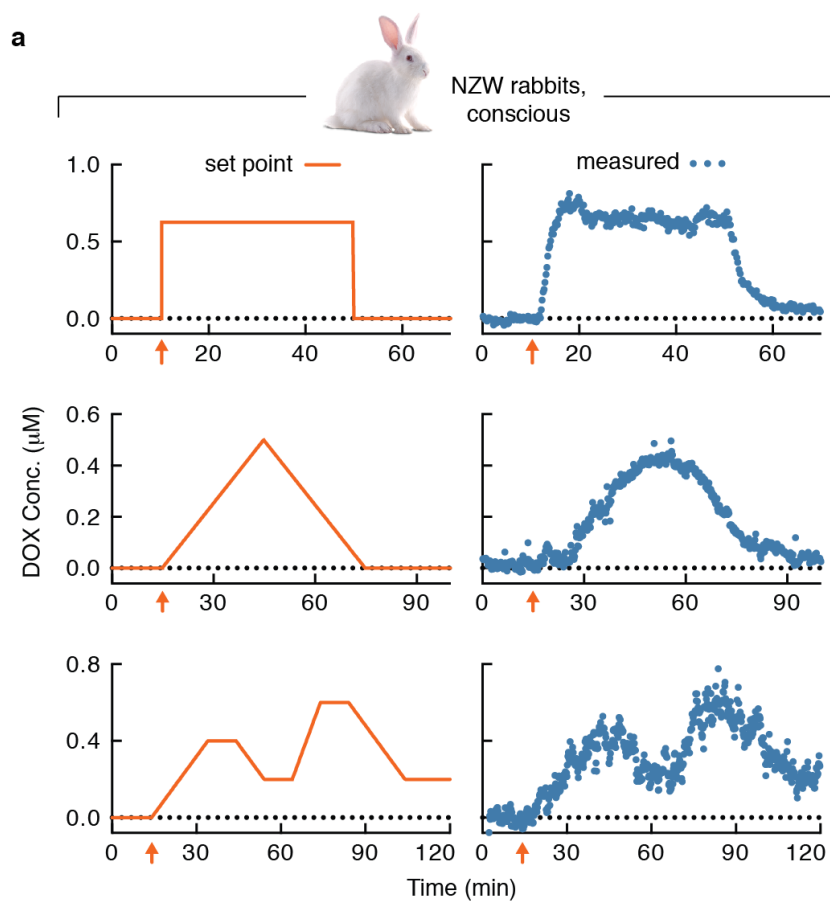 a
NZW rabbits,
conscious
set point
measured
1.0
0.5
0.0
0 20 40 60
0 20 40 60
DOX Conc. (μM)
0.6
0.4
0.2
0.0
0 30 60 90
0 30 60 90
0.8
0.4
0.0
0 30 60 90 120
0 30 60 90 120
Time (min)